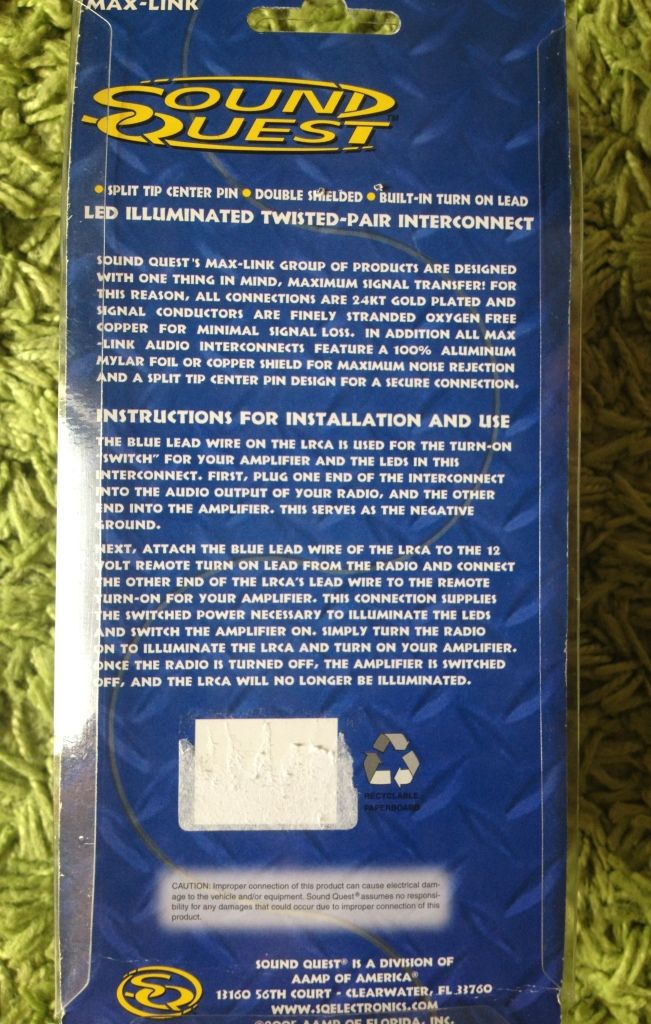 MAX-LINK
SOUND
QUEST™
• SPLIT TIP CENTER PIN • DOUBLE SHIELDED • BUILT-IN TURN ON LEAD
LED ILLUMINATED TWISTED-PAIR INTERCONNECT
SOUND QUEST'S MAX-LINK GROUP OF PRODUCTS ARE DESIGNED
WITH ONE THING IN MIND, MAXIMUM SIGNAL TRANSFER! FOR
THIS REASON, ALL CONNECTIONS ARE 24KT GOLD PLATED AND
SIGNAL CONDUCTORS ARE FINELY STRANDED OXYGEN FREE
COPPER FOR MINIMAL SIGNAL LOSS. IN ADDITION ALL MAX
-LINK AUDIO INTERCONNECTS FEATURE A 100% ALUMINUM
MYLAR FOIL OR COPPER SHIELD FOR MAXIMUM NOISE REJECTION
AND A SPLIT TIP CENTER PIN DESIGN FOR A SECURE CONNECTION.
INSTRUCTIONS FOR INSTALLATION AND USE
THE BLUE LEAD WIRE ON THE LRCA IS USED FOR THE TURN-ON
"SWITCH" FOR YOUR AMPLIFIER AND THE LEDS IN THIS
INTERCONNECT. FIRST, PLUG ONE END OF THE INTERCONNECT
INTO THE AUDIO OUTPUT OF YOUR RADIO, AND THE OTHER
END INTO THE AMPLIFIER. THIS SERVES AS THE NEGATIVE
GROUND.
NEXT, ATTACH THE BLUE LEAD WIRE OF THE LRCA TO THE 12
VOLT REMOTE TURN ON LEAD FROM THE RADIO AND CONNECT
THE OTHER END OF THE LRCA'S LEAD WIRE TO THE REMOTE
TURN-ON FOR YOUR AMPLIFIER. THIS CONNECTION SUPPLIES
THE SWITCHED POWER NECESSARY TO ILLUMINATE THE LEDS
AND SWITCH THE AMPLIFIER ON. SIMPLY TURN THE RADIO
ON TO ILLUMINATE THE LRCA AND TURN ON YOUR AMPLIFIER.
ONCE THE RADIO IS TURNED OFF, THE AMPLIFIER IS SWITCHED
OFF, AND THE LRCA WILL NO LONGER BE ILLUMINATED.
RECYCLABLE
PAPERBOARD
CAUTION: Improper connection of this product can cause electrical dam-
age to the vehicle and/or equipment. Sound Quest® assumes no responsi-
bility for any damages that could occur due to improper connection of this
product.
SQ
SOUND QUEST® IS A DIVISION OF
AAMP OF AMERICA®
13160 56TH COURT - CLEARWATER, FL 33760
WWW.SQELECTRONICS.COM
©2005 AAMP OF FLORIDA, INC.